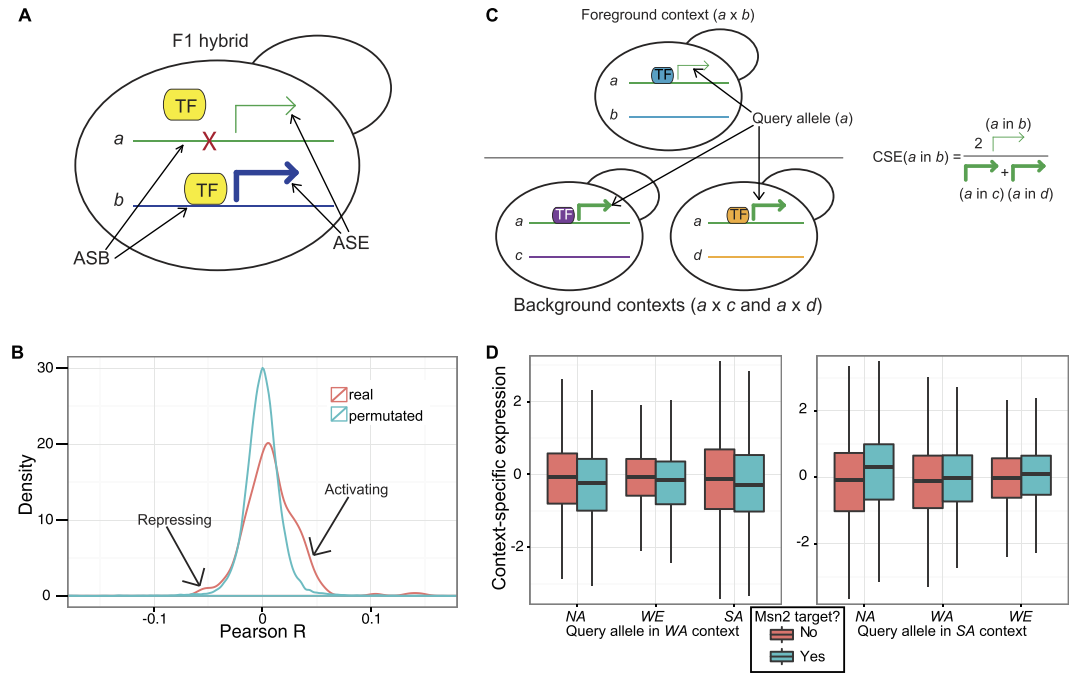 A
F1 hybrid
TF
a
X
TF
b
ASB
ASE
C
Foreground context (a x b)
TF
a
b
Query allele (a)
TF
a
c
TF
a
d
Background contexts (a x c and a x d)
(a in b)
2
CSE(a in b) =
+
(a in c) (a in d)
B
Density
30
20
10
0
real
permutated
Repressing
Activating
-0.1 0 0.1
Pearson R
D
Context-specific expression
2
0
-2
NA WE SA
Query allele in WA context
2
0
-2
NA WA WE
Query allele in SA context
Msn2 target?
No
Yes